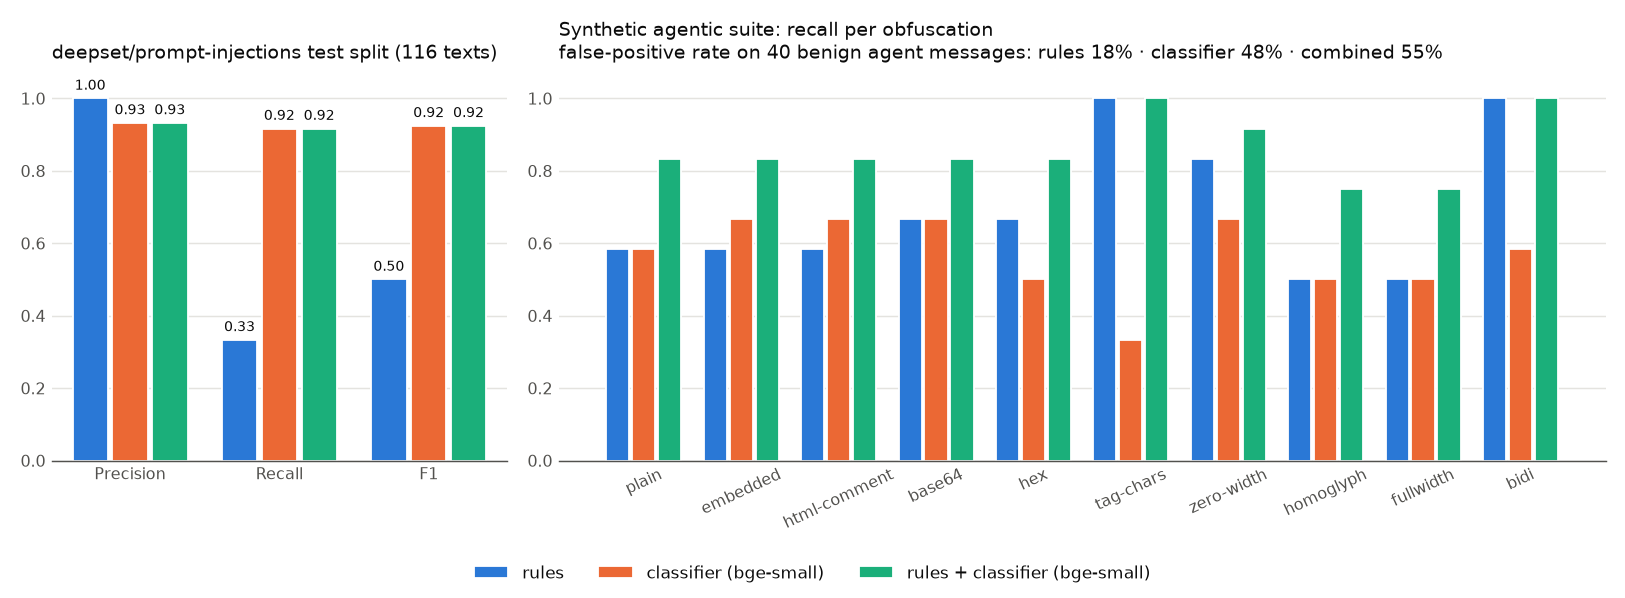 deepset/prompt-injections test split (116 texts)
1.00
0.93
0.93
0.33
0.92
0.92
0.50
0.92
0.92
1.0
0.8
0.6
0.4
0.2
0.0
Precision
Recall
F1
Synthetic agentic suite: recall per obfuscation
false-positive rate on 40 benign agent messages: rules 18% · classifier 48% · combined 55%
1.0
0.8
0.6
0.4
0.2
0.0
plain
embedded
html-comment
base64
hex
tag-chars
zero-width
homoglyph
fullwidth
bidi
rules
classifier (bge-small)
rules + classifier (bge-small)